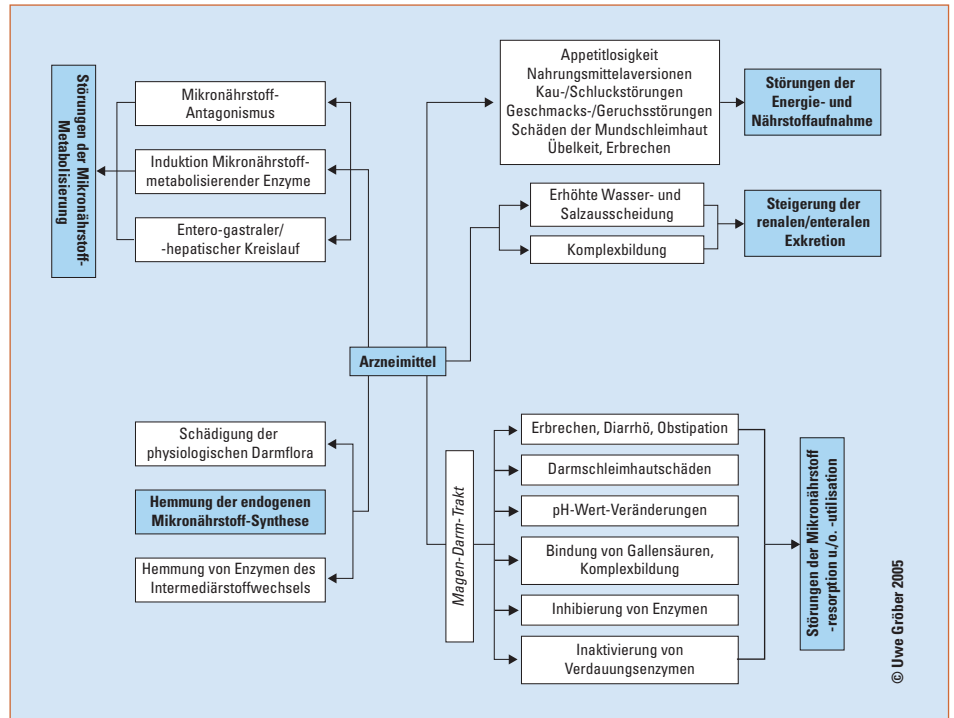 Störungen der Mikronährstoff-
Metabolisierung
Mikronährstoff-
Antagonismus
Induktion Mikronährstoff-
metabolisierender Enzyme
Entero-gastraler/
-hepatischer Kreislauf
Appetitlosigkeit
Nahrungsmittelaversionen
Kau-/Schluckstörungen
Geschmacks-/Geruchsstörungen
Schäden der Mundschleimhaut
Übelkeit, Erbrechen
Störungen der
Energie- und
Nährstoffaufnahme
Erhöhte Wasser- und
Salzausscheidung
Komplexbildung
Steigerung der
renalen/enteralen
Exkretion
Arzneimittel
Schädigung der
physiologischen Darmflora
Hemmung der endogenen
Mikronährstoff-Synthese
Hemmung von Enzymen des
Intermediärstoffwechsels
Magen-Darm-Trakt
Erbrechen, Diarrhö, Obstipation
Darmschleimhautschäden
pH-Wert-Veränderungen
Bindung von Gallensäuren,
Komplexbildung
Inhibierung von Enzymen
Inaktivierung von
Verdauungsenzymen
Störungen der Mikronährstoff
-resorption u./o. -utilisation
© Uwe Gröber 2005